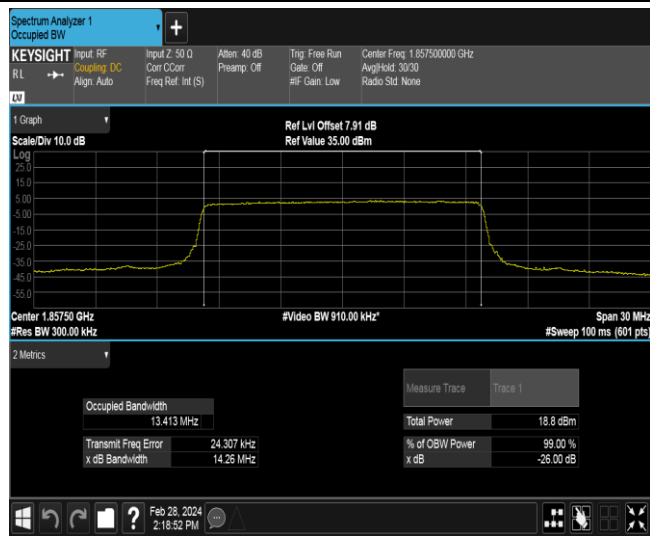 Spectrum Analyzer 1
Occupied BW
+
KEYSIGHT Input: RF Input Z: 50 Ω Atten: 40 dB Trig: Free Run Center Freq: 1.857500000 GHz
RL Coupling: DC Corr CCorr Preamp: Off Gate: Off Avg|Hold: 30/30
Align: Auto Freq Ref: Int (S) #IF Gain: Low Radio Std: None
LXI
1 Graph Ref Lvl Offset 7.91 dB
Scale/Div 10.0 dB Ref Value 35.00 dBm
Log
25.0
15.0
5.00
-5.00
-15.0
-25.0
-35.0
-45.0
-55.0
Center 1.85750 GHz #Video BW 910.00 kHz* Span 30 MHz
#Res BW 300.00 kHz #Sweep 100 ms (601 pts)
2 Metrics
Measure Trace Trace 1
Occupied Bandwidth
13.413 MHz Total Power 18.8 dBm
Transmit Freq Error 24.307 kHz % of OBW Power 99.00 %
x dB Bandwidth 14.26 MHz x dB -26.00 dB
? Feb 28, 2024
2:18:52 PM